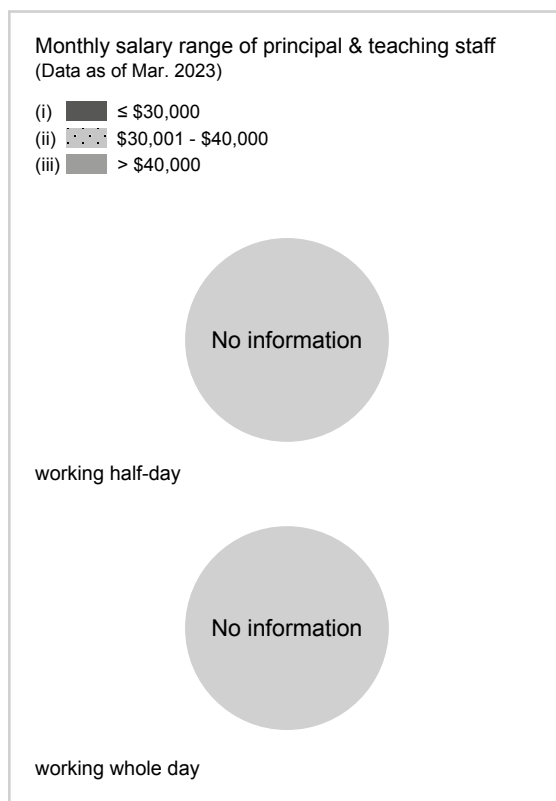 Monthly salary range of principal & teaching staff
(Data as of Mar. 2023)
(i) ≤ $30,000
(ii) $30,001 - $40,000
(iii) > $40,000
No information
working half-day
No information
working whole day